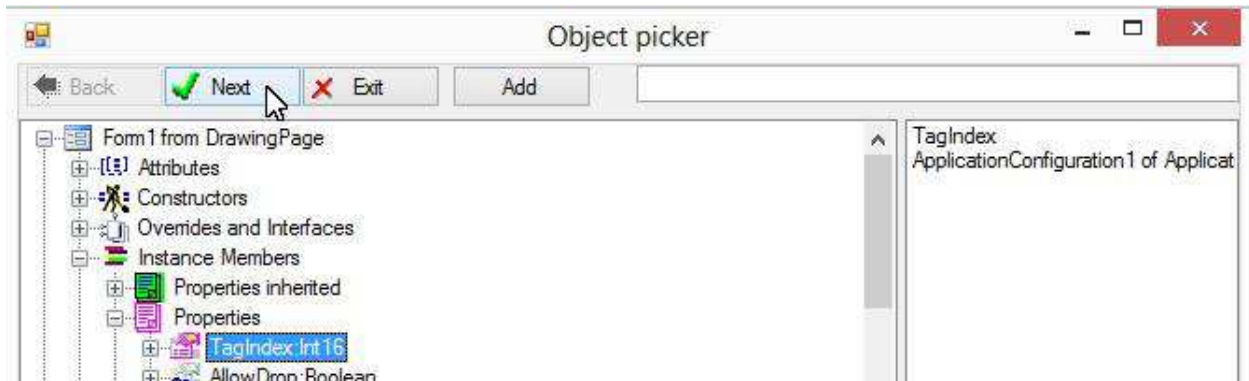 Object picker
Back Next Exit Add
Form1 from DrawingPage
Attributes
Constructors
Overrides and Interfaces
Instance Members
Properties inherited
Properties
TagIndex:Int16
AllowDrop:Boolean
TagIndex
ApplicationConfiguration1 of Applicat